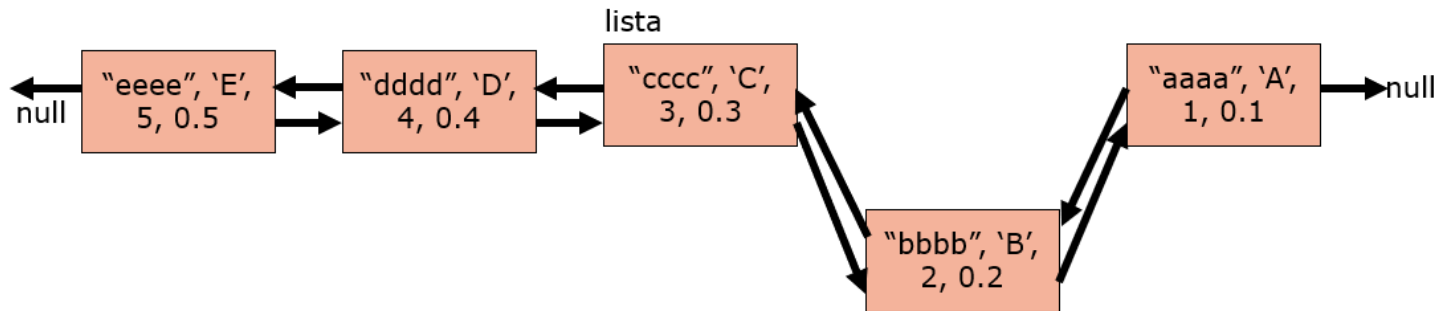 lista
null
“eeee”, ‘E’,
5, 0.5
“dddd”, ‘D’,
4, 0.4
“cccc”, ‘C’,
3, 0.3
“bbbb”, ‘B’,
2, 0.2
“aaaa”, ‘A’,
1, 0.1
null